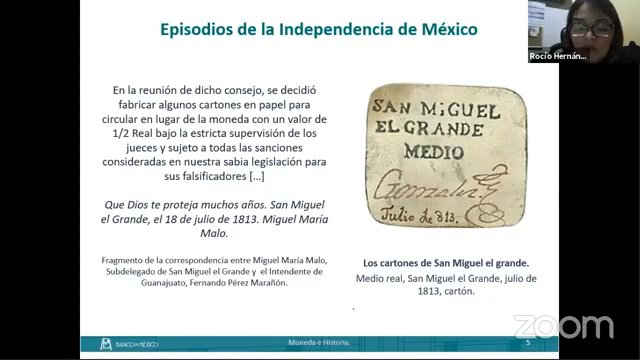 Episodios de la Independencia de México
Rocío Hernán...
En la reunión de dicho consejo, se decidió
fabricar algunos cartones en papel para
circular en lugar de la moneda con un valor de
1/2 Real bajo la estricta supervisión de los
jueces y sujeto a todas las sanciones
consideradas en nuestra sabia legislación para
sus falsificadores [...]
Que Dios te proteja muchos años. San Miguel
el Grande, el 18 de julio de 1813. Miguel María
Malo.
Fragmento de la correspondencia entre Miguel María Malo,
Subdelegado de San Miguel el Grande y el Intendente de
Guanajuato, Fernando Pérez Marañón.
SAN MIGUEL
EL GRANDE
MEDIO
Gonzalez
Julio de 813.
Los cartones de San Miguel el grande.
Medio real, San Miguel el Grande, julio de
1813, cartón.
BANCO DE MÉXICO
Moneda e Historia.
5
zoom